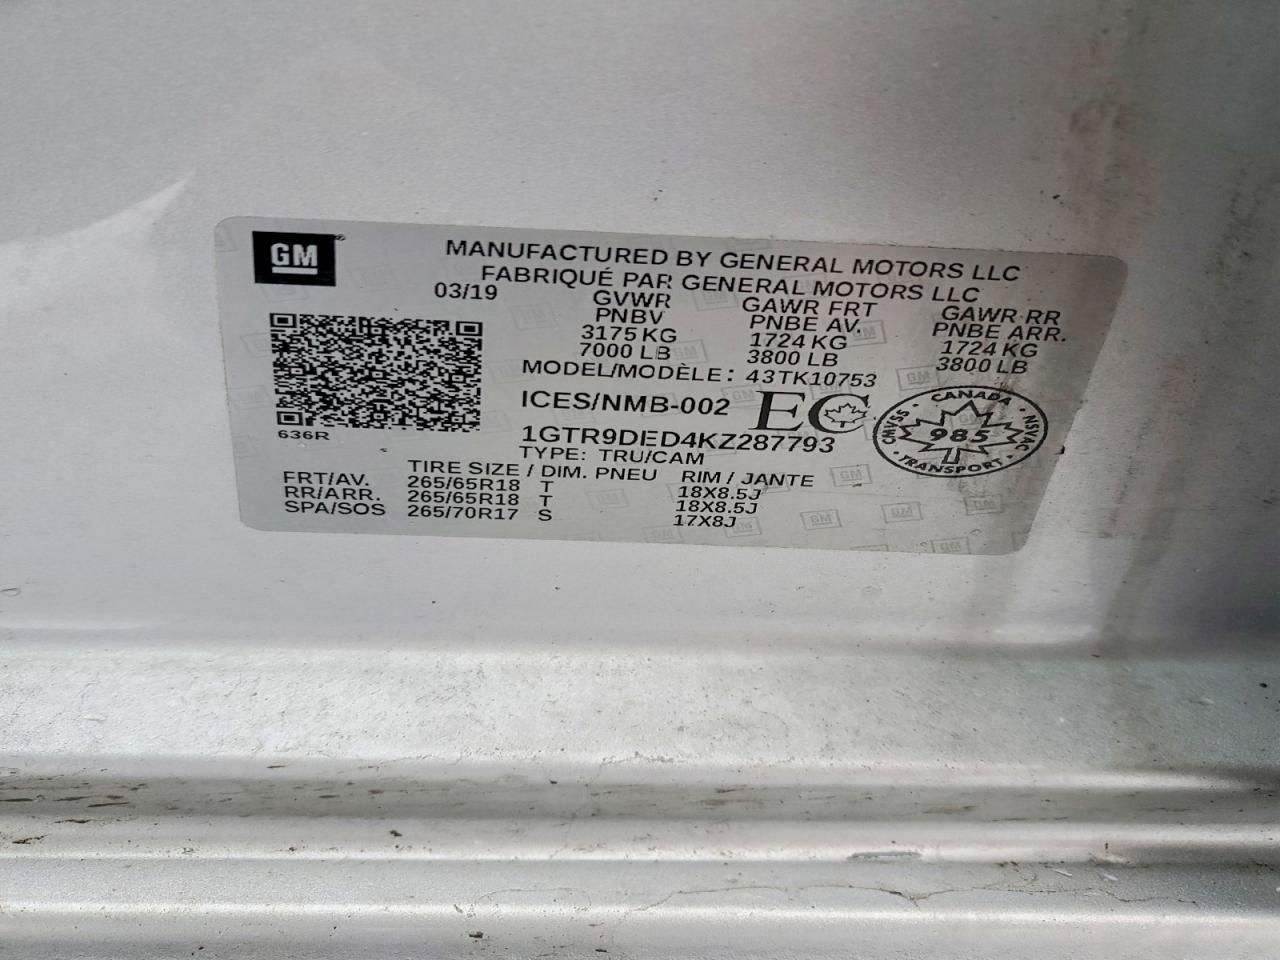 GM
MANUFACTURED BY GENERAL MOTORS LLC
FABRIQUÉ PAR GENERAL MOTORS LLC
03/19
GVWR GAWR FRT GAWR RR
PNBV PNBE AV. PNBE ARR.
3175 KG 1724 KG 1724 KG
7000 LB 3800 LB 3800 LB
MODEL/MODÈLE: 43TK10753
ICES/NMB-002 EC
CANADA
CMVSS 985 NSVAC
TRANSPORT
636R
1GTR9DED4KZ287793
TYPE: TRU/CAM
TIRE SIZE / DIM. PNEU RIM / JANTE
FRT/AV. 265/65R18 T 18X8.5J
RR/ARR. 265/65R18 T 18X8.5J
SPA/SOS 265/70R17 S 17X8J